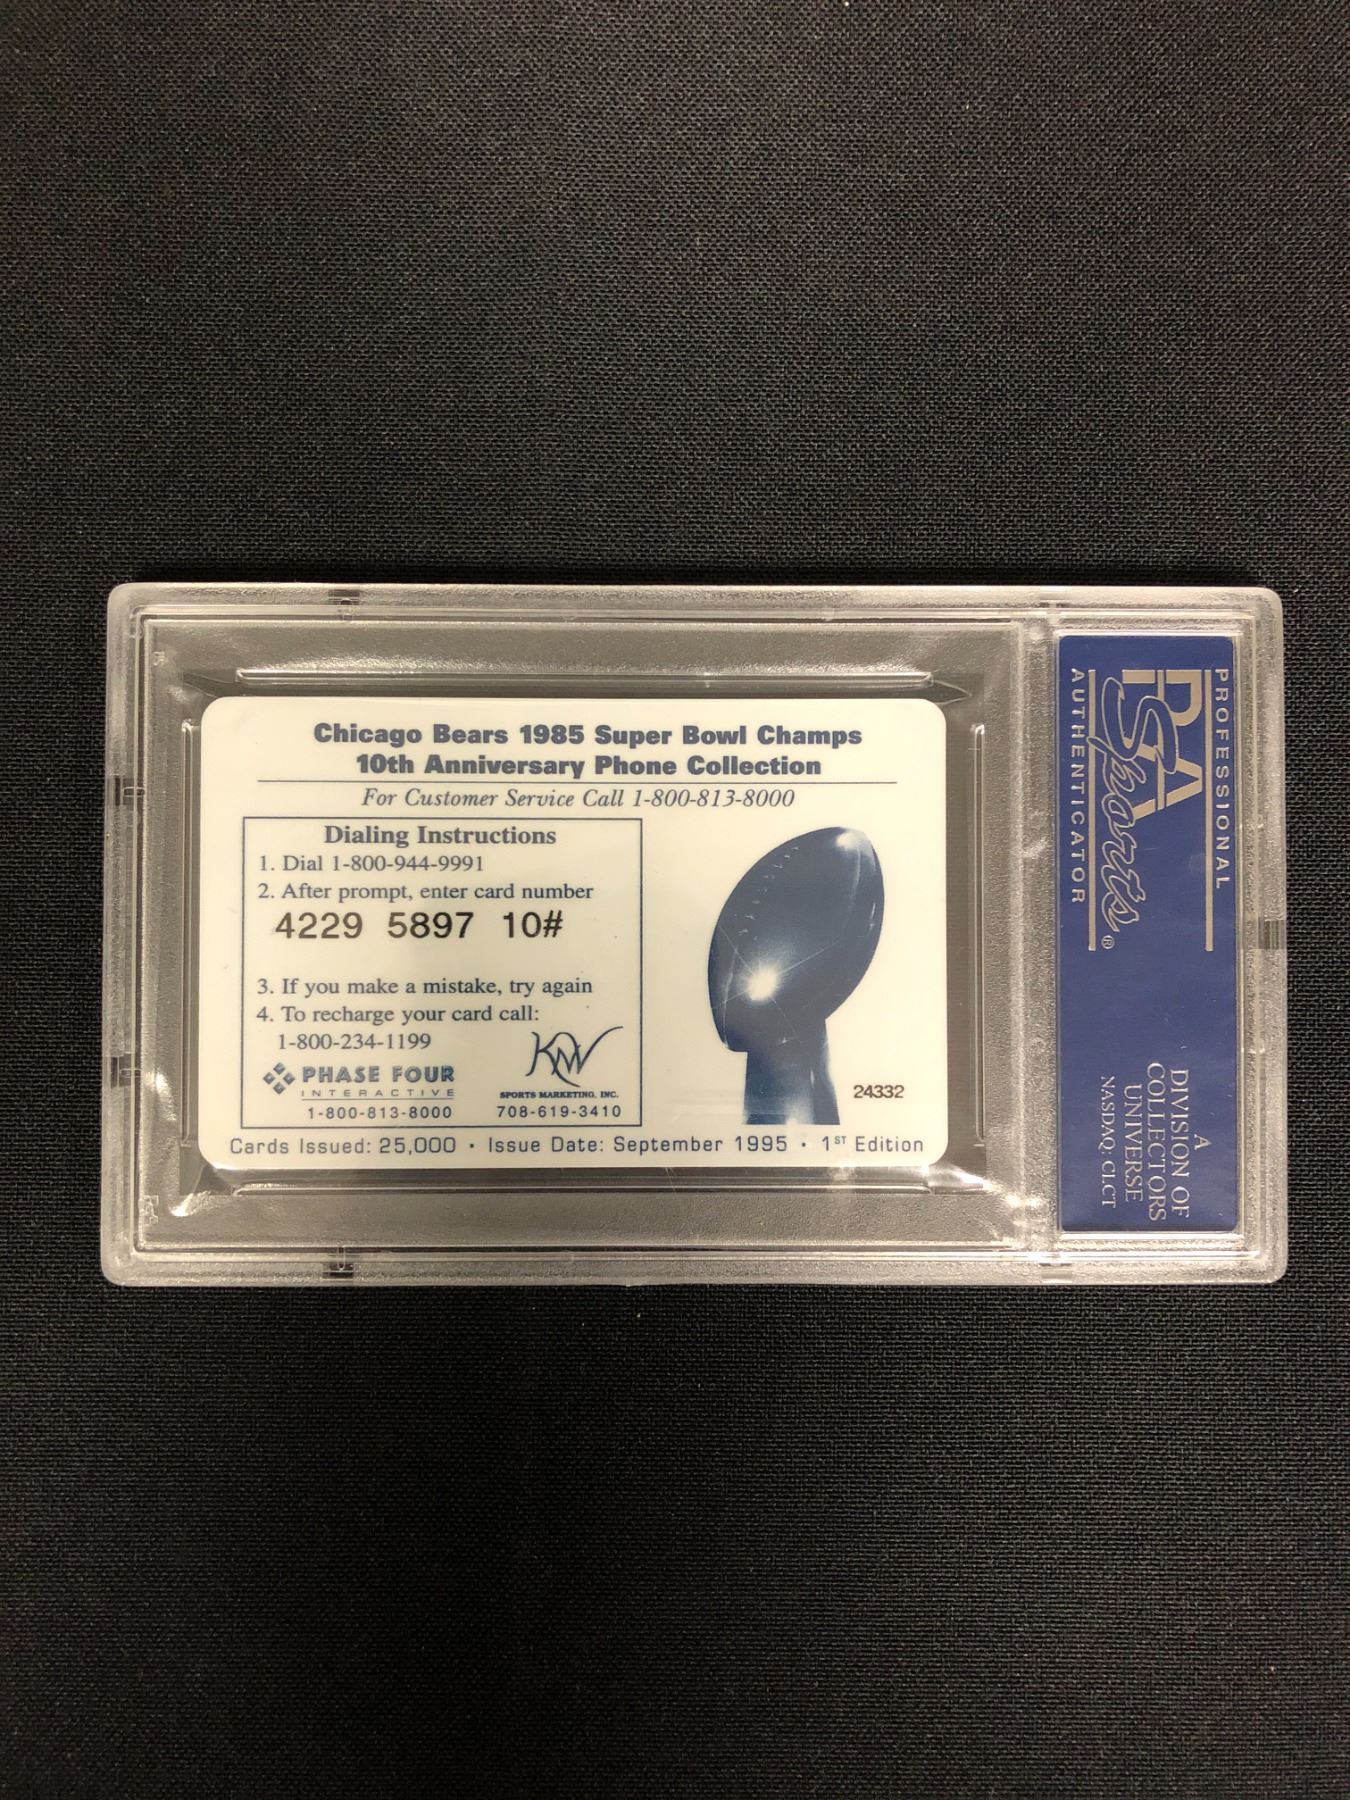 Chicago Bears 1985 Super Bowl Champs
10th Anniversary Phone Collection
For Customer Service Call 1-800-813-8000
Dialing Instructions
1. Dial 1-800-944-9991
2. After prompt, enter card number
4229 5897 10#
3. If you make a mistake, try again
4. To recharge your card call:
1-800-234-1199
PHASE FOUR
INTERACTIVE
1-800-813-8000
KNW
SPORTS MARKETING, INC.
708-619-3410
24332
Cards Issued: 25,000 • Issue Date: September 1995 • 1ST Edition
PROFESSIONAL
PSA
Sports®
AUTHENTICATOR
A
DIVISION OF
COLLECTORS
UNIVERSE
NASDAQ: CLCT